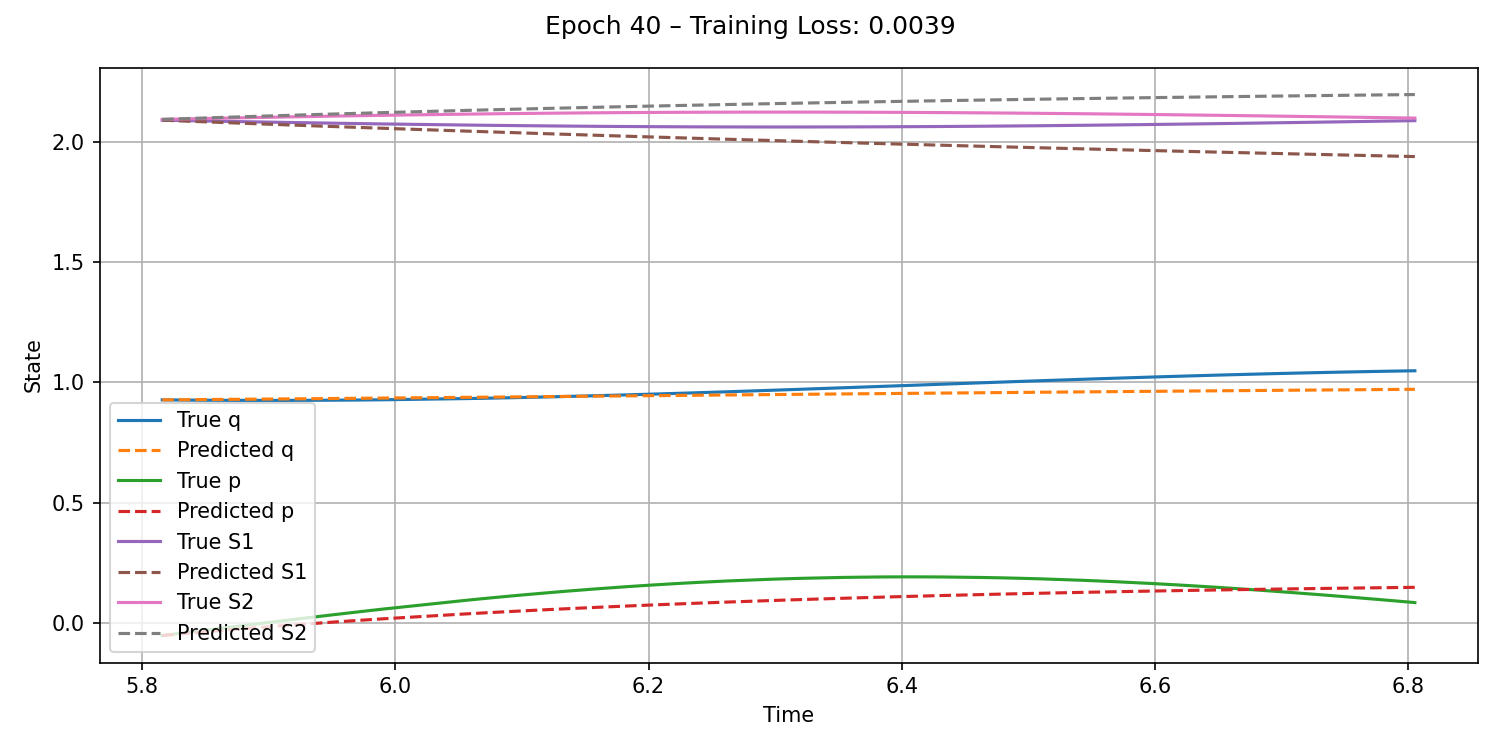 Epoch 40 – Training Loss: 0.0039
2.0
1.5
1.0
0.5
0.0
State
True q
Predicted q
True p
Predicted p
True S1
Predicted S1
True S2
Predicted S2
5.8 6.0 6.2 6.4 6.6 6.8
Time